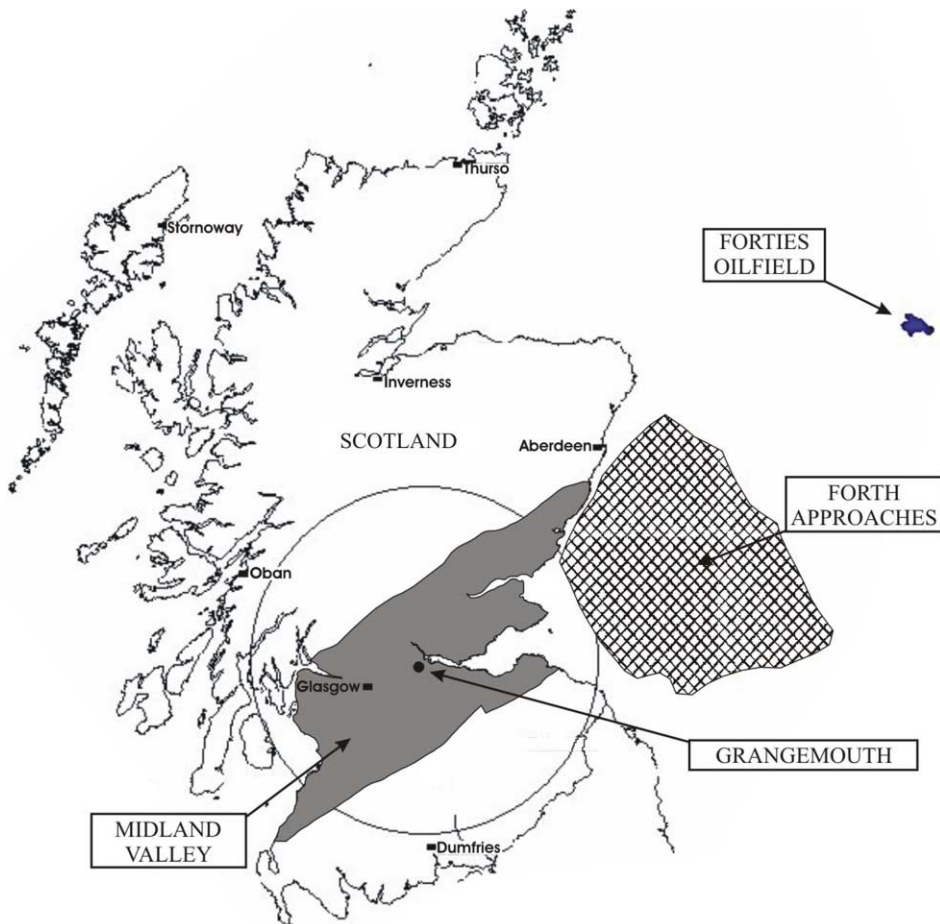 Thurso
Stornoway
FORTIES
OILFIELD
Inverness
SCOTLAND
Aberdeen
FORTH
APPROACHES
Oban
Glasgow
GRANGEMOUTH
MIDLAND
VALLEY
Dumfries